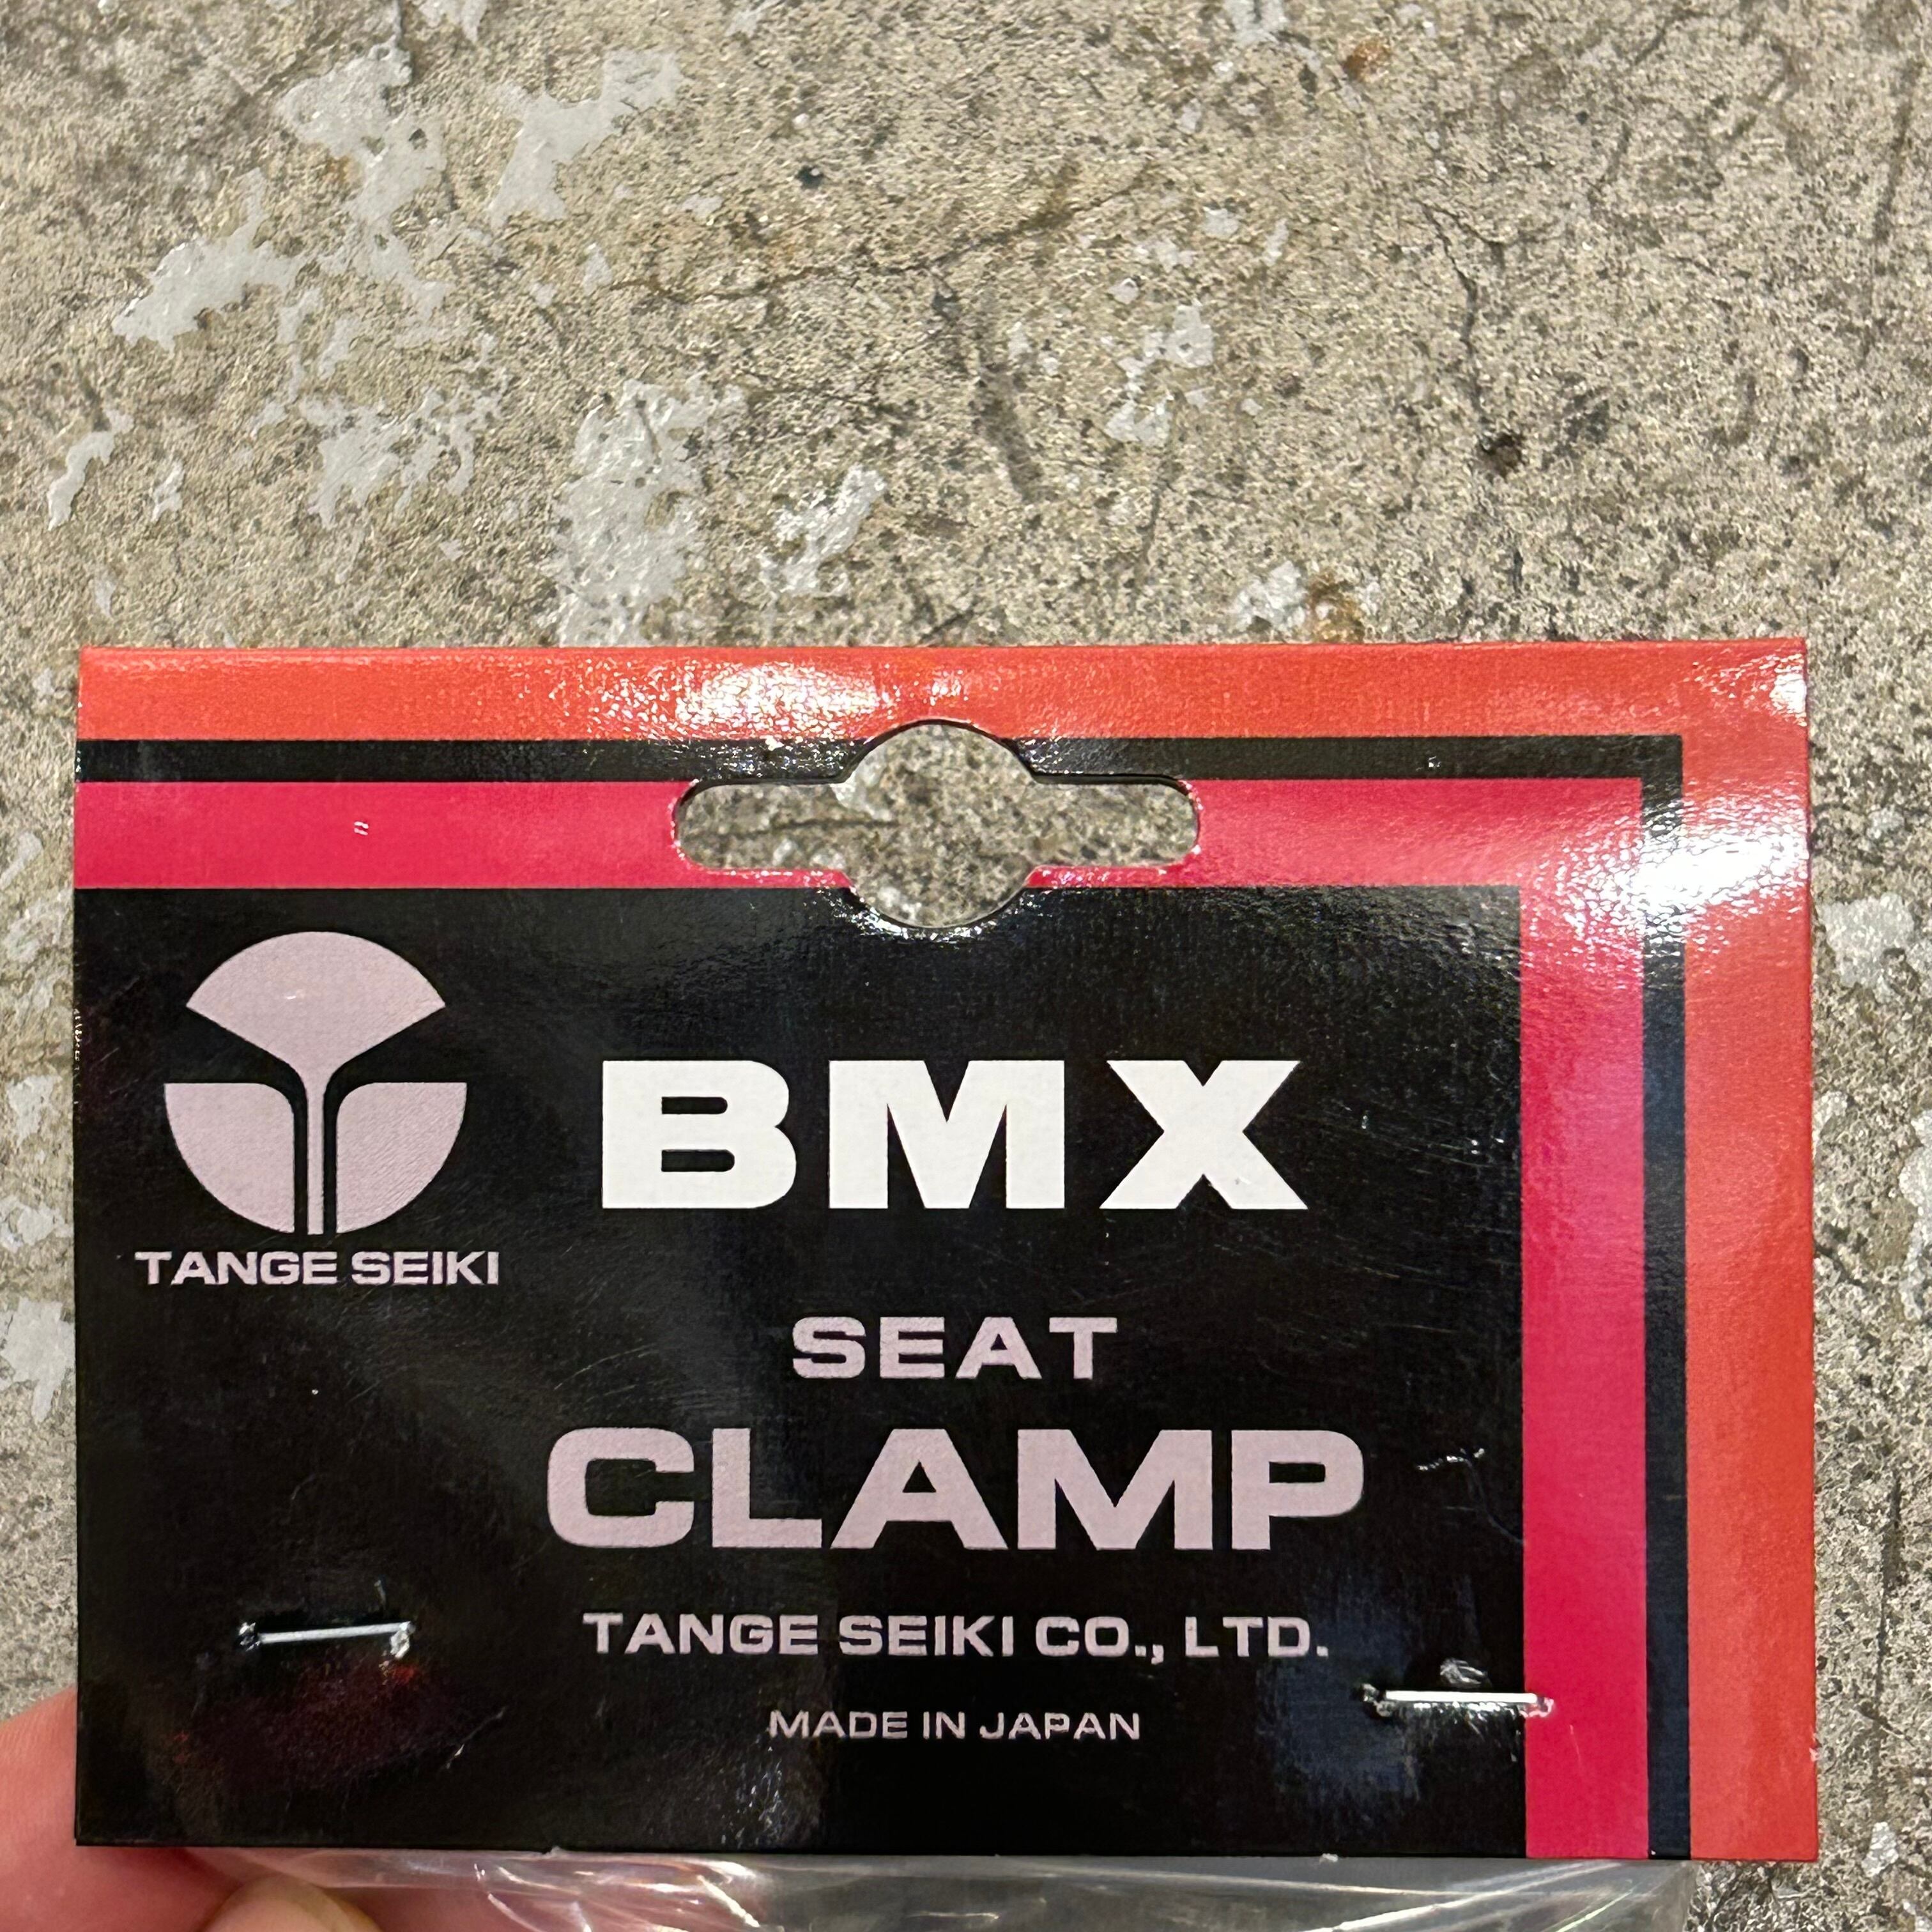 BMX
TANGE SEIKI
SEAT
CLAMP
TANGE SEIKI CO., LTD.
MADE IN JAPAN